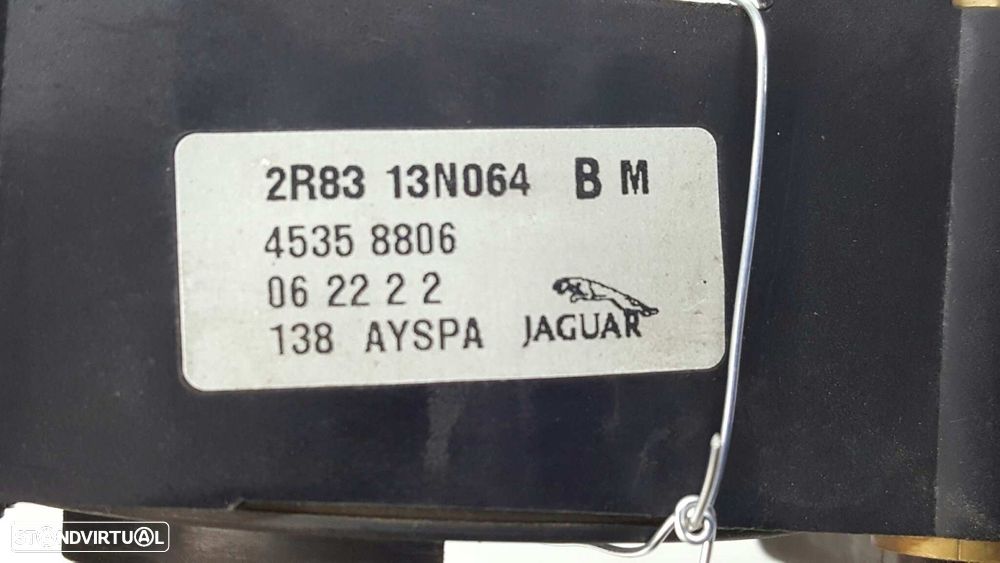 2R83 13N064 B M
4535 8806
06 22 2 2
138 AYSPA JAGUAR
STANDVIRTUAL